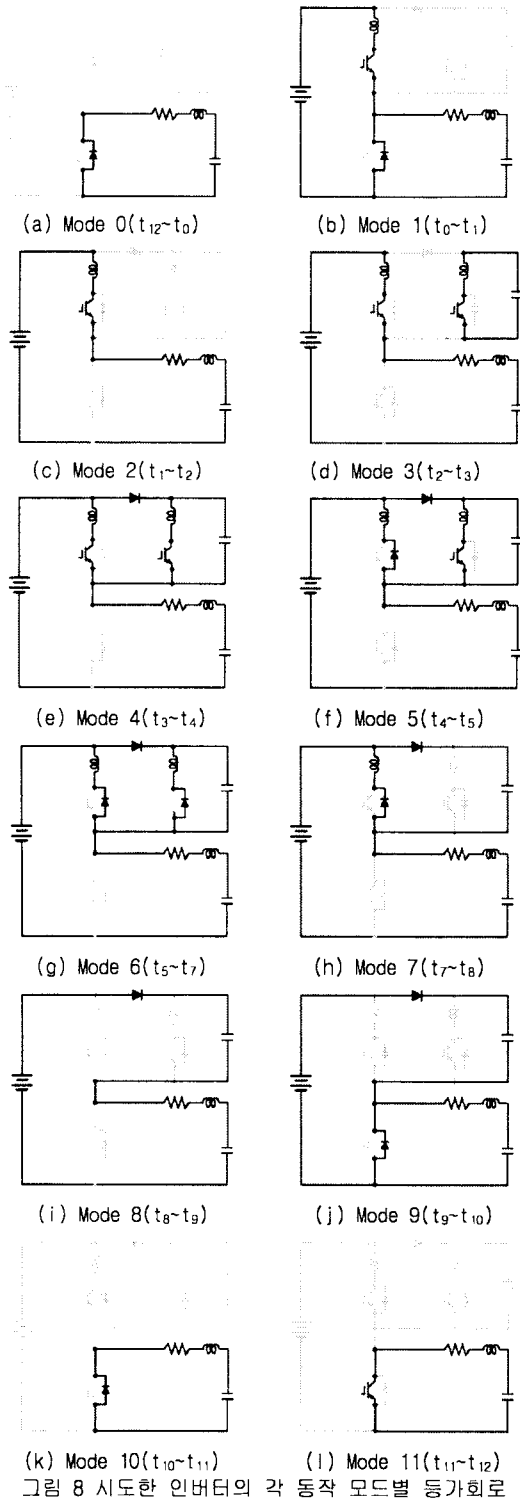 (a) Mode 0(t₁₂~t₀)
(b) Mode 1(t₀~t₁)
(c) Mode 2(t₁~t₂)
(d) Mode 3(t₂~t₃)
(e) Mode 4(t₃~t₄)
(f) Mode 5(t₄~t₅)
(g) Mode 6(t₅~t₇)
(h) Mode 7(t₇~t₈)
(i) Mode 8(t₈~t₉)
(j) Mode 9(t₉~t₁₀)
(k) Mode 10(t₁₀~t₁₁)
(l) Mode 11(t₁₁~t₁₂)
그림 8 시도한 인버터의 각 동작 모드별 등가회로